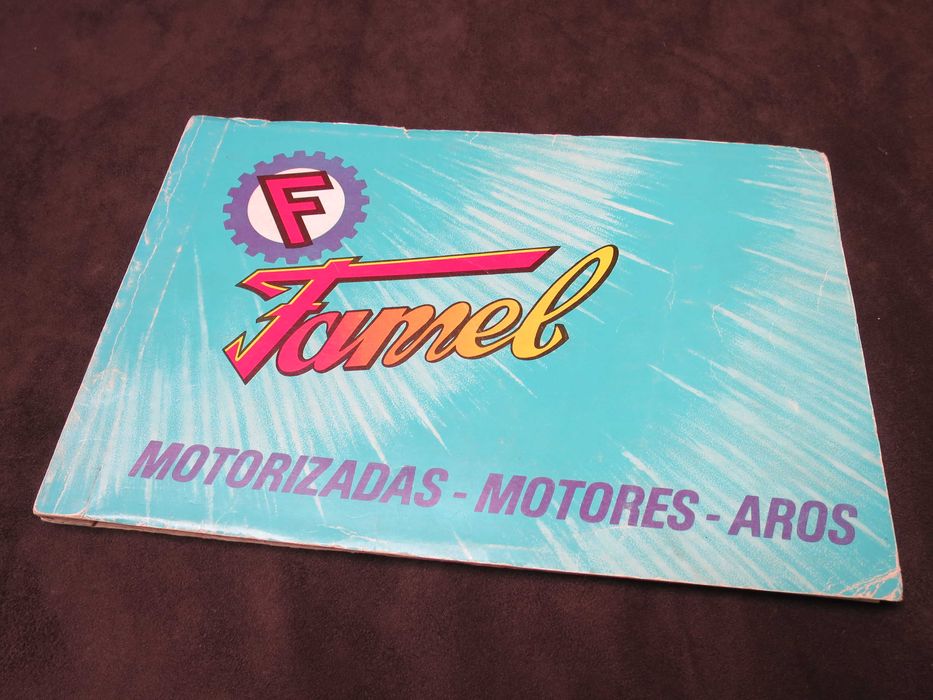 F
Famel
MOTORIZADAS - MOTORES - AROS